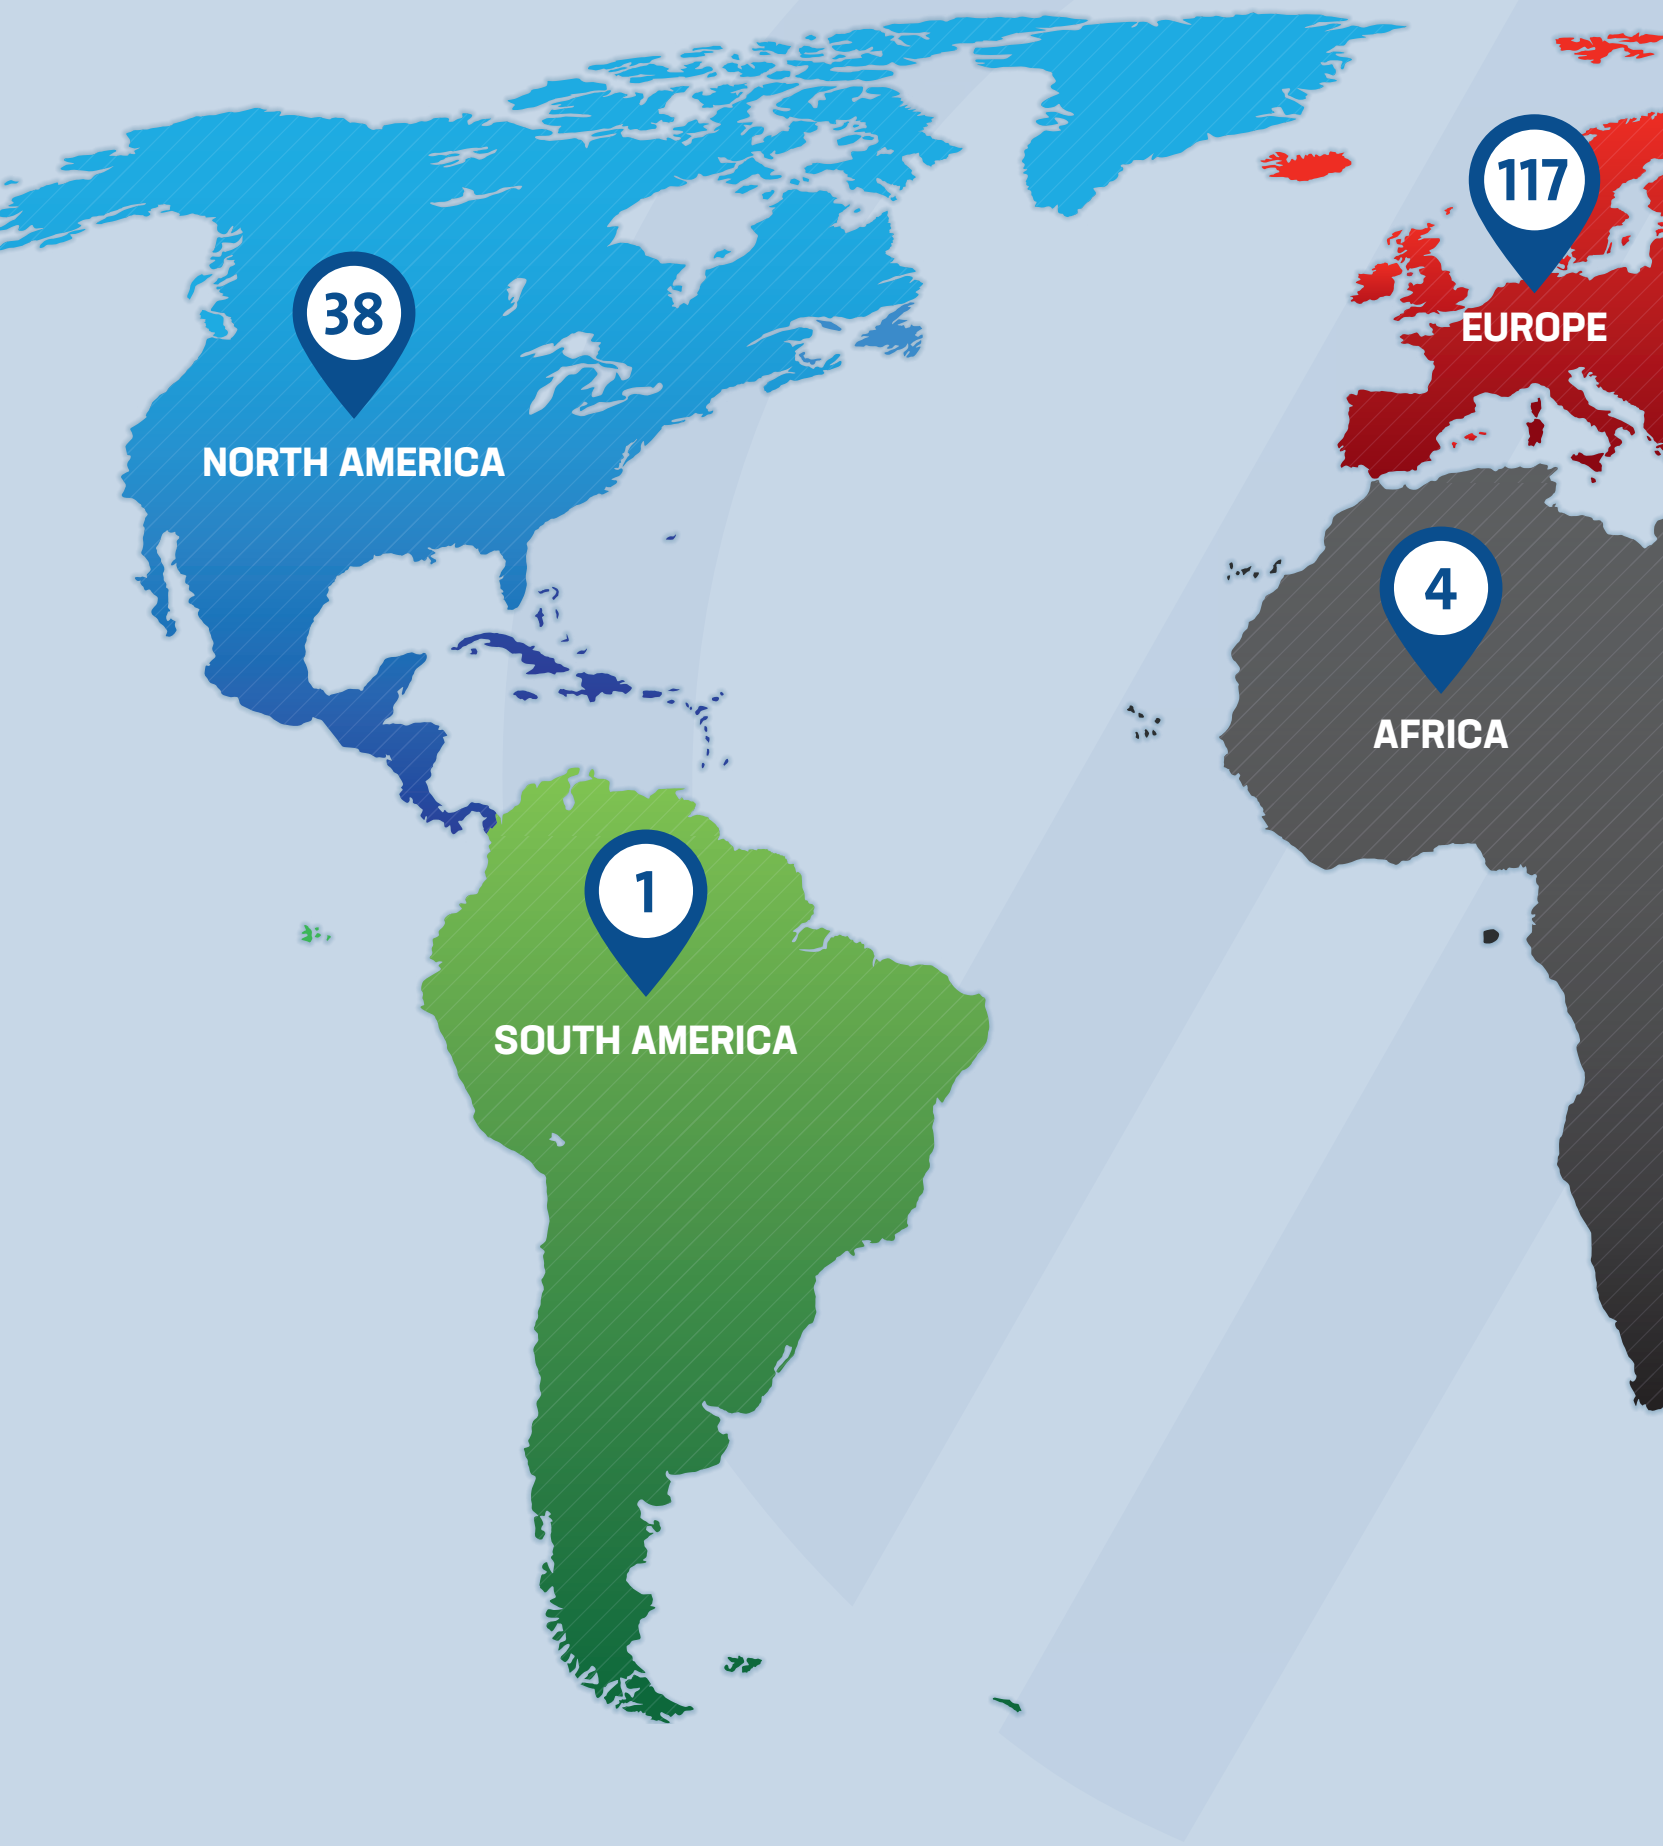 117
38
EUROPE
NORTH AMERICA
4
AFRICA
1
SOUTH AMERICA